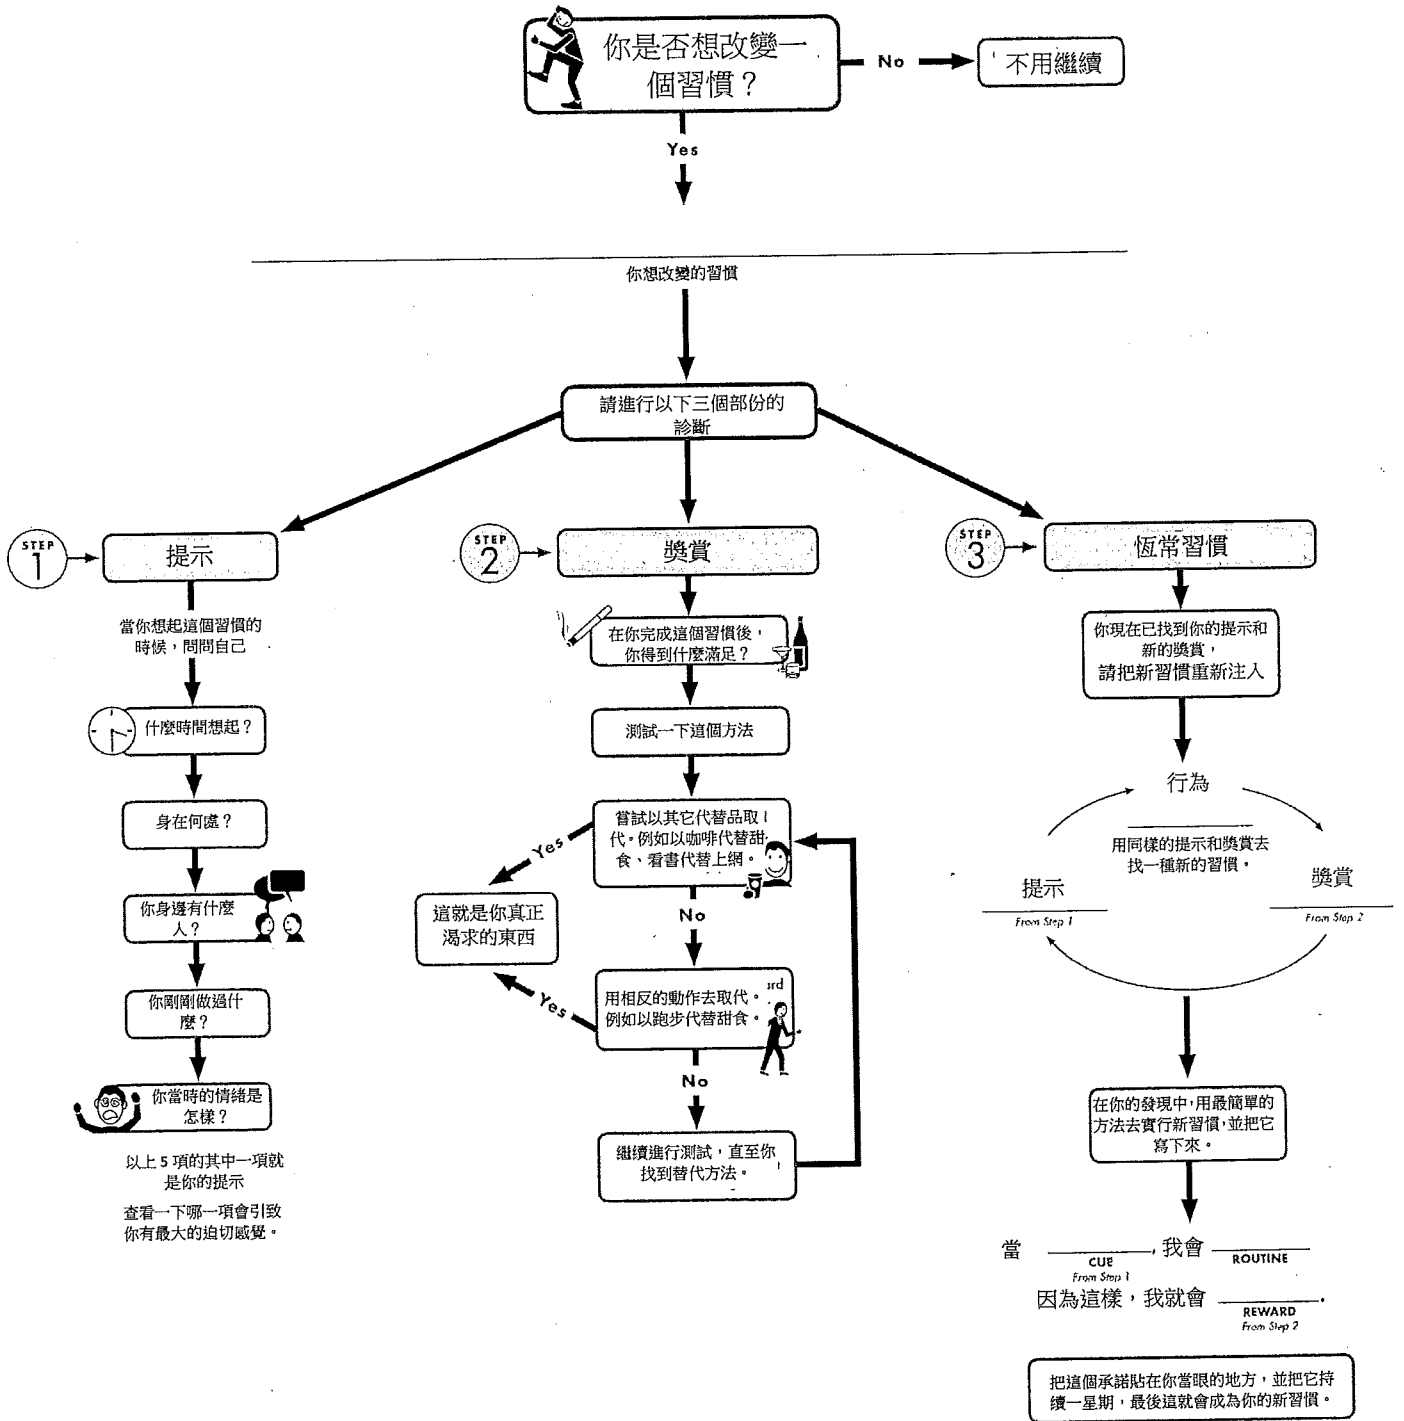 你是否想改變一
個習慣？
No
不用繼續
Yes
你想改變的習慣
請進行以下三個部份的
診斷
STEP
1
提示
當你想起這個習慣的
時候，問問自己
什麼時間想起？
身在何處？
你身邊有什麼
人？
你剛剛做過什
麼？
你當時的情緒是
怎樣？
以上 5 項的其中一項就
是你的提示
查看一下哪一項會引致
你有最大的迫切感覺。
STEP
2
獎賞
在你完成這個習慣後，
你得到什麼滿足？
測試一下這個方法
嘗試以其它代替品取
代。例如以咖啡代替甜
食、看書代替上網。
Yes
No
這就是你真正
渴求的東西
用相反的動作去取代。
例如以跑步代替甜食。
Yes
No
繼續進行測試，直至你
找到替代方法。
STEP
3
恆常習慣
你現在已找到你的提示和
新的獎賞，
請把新習慣重新注入
行為
用同樣的提示和獎賞去
找一種新的習慣。
提示
From Step 1
獎賞
From Step 2
在你的發現中，用最簡單的
方法去實行新習慣，並把它
寫下來。
當 ，我會
CUE
From Step 1
ROUTINE
因為這樣，我就會 .
REWARD
From Step 2
把這個承諾貼在你當眼的地方，並把它持
續一星期，最後這就會成為你的新習慣。